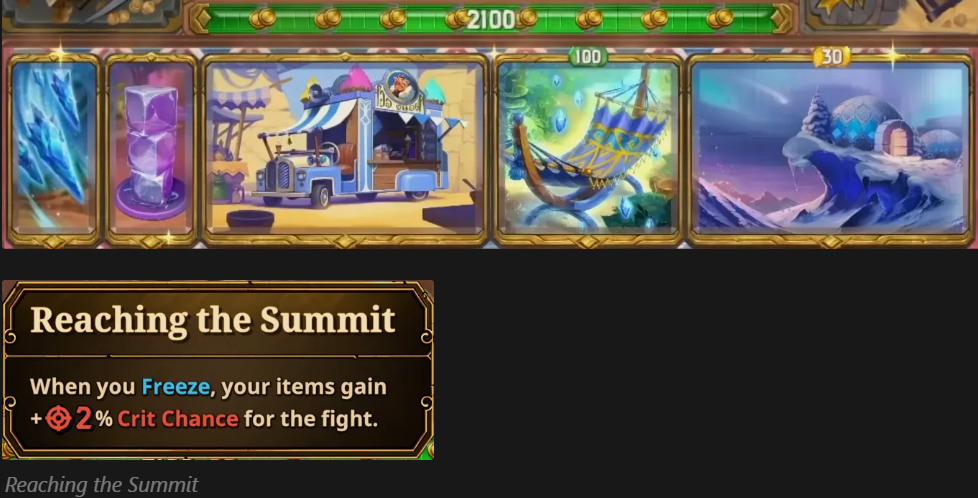 2100
100
30
Reaching the Summit
When you Freeze, your items gain
+2% Crit Chance for the fight.
Reaching the Summit